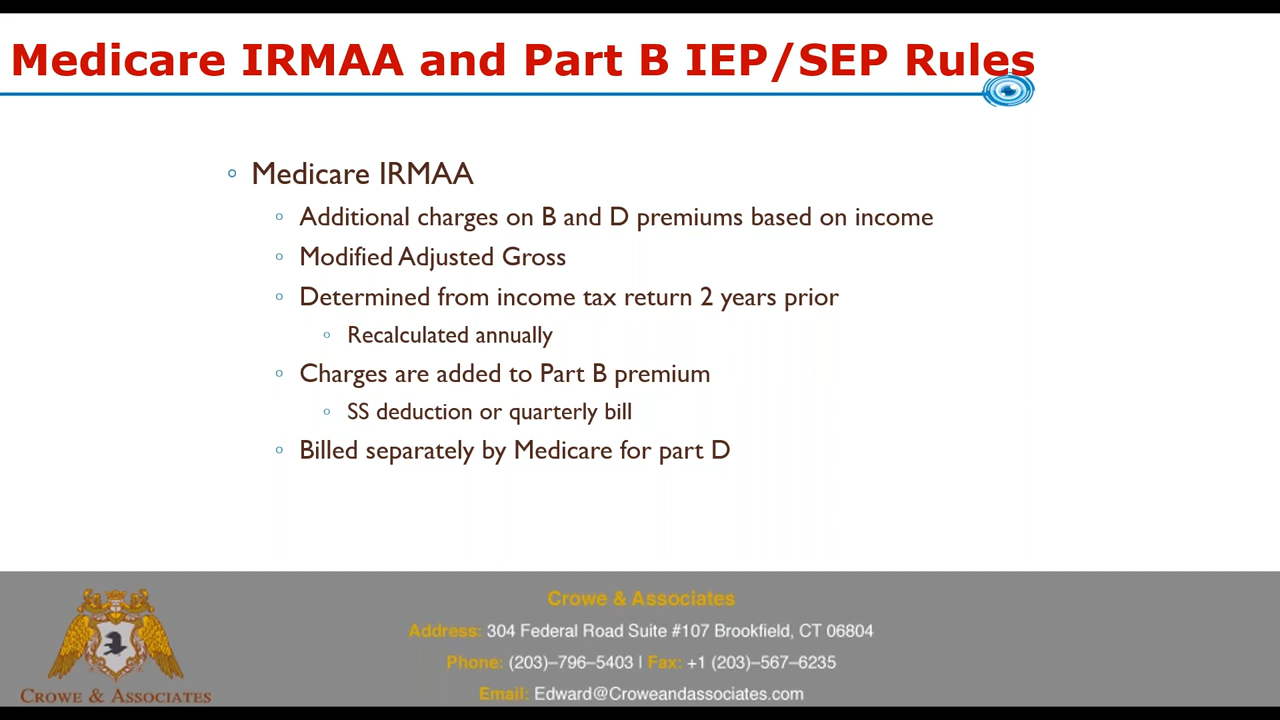 Medicare IRMAA and Part B IEP/SEP Rules
Medicare IRMAA
Additional charges on B and D premiums based on income
Modified Adjusted Gross
Determined from income tax return 2 years prior
Recalculated annually
Charges are added to Part B premium
SS deduction or quarterly bill
Billed separately by Medicare for part D
Crowe & Associates
Address: 304 Federal Road Suite #107 Brookfield, CT 06804
Phone: (203)–796–5403 | Fax: +1 (203)–567–6235
Email: Edward@Croweandassociates.com
Crowe & Associates